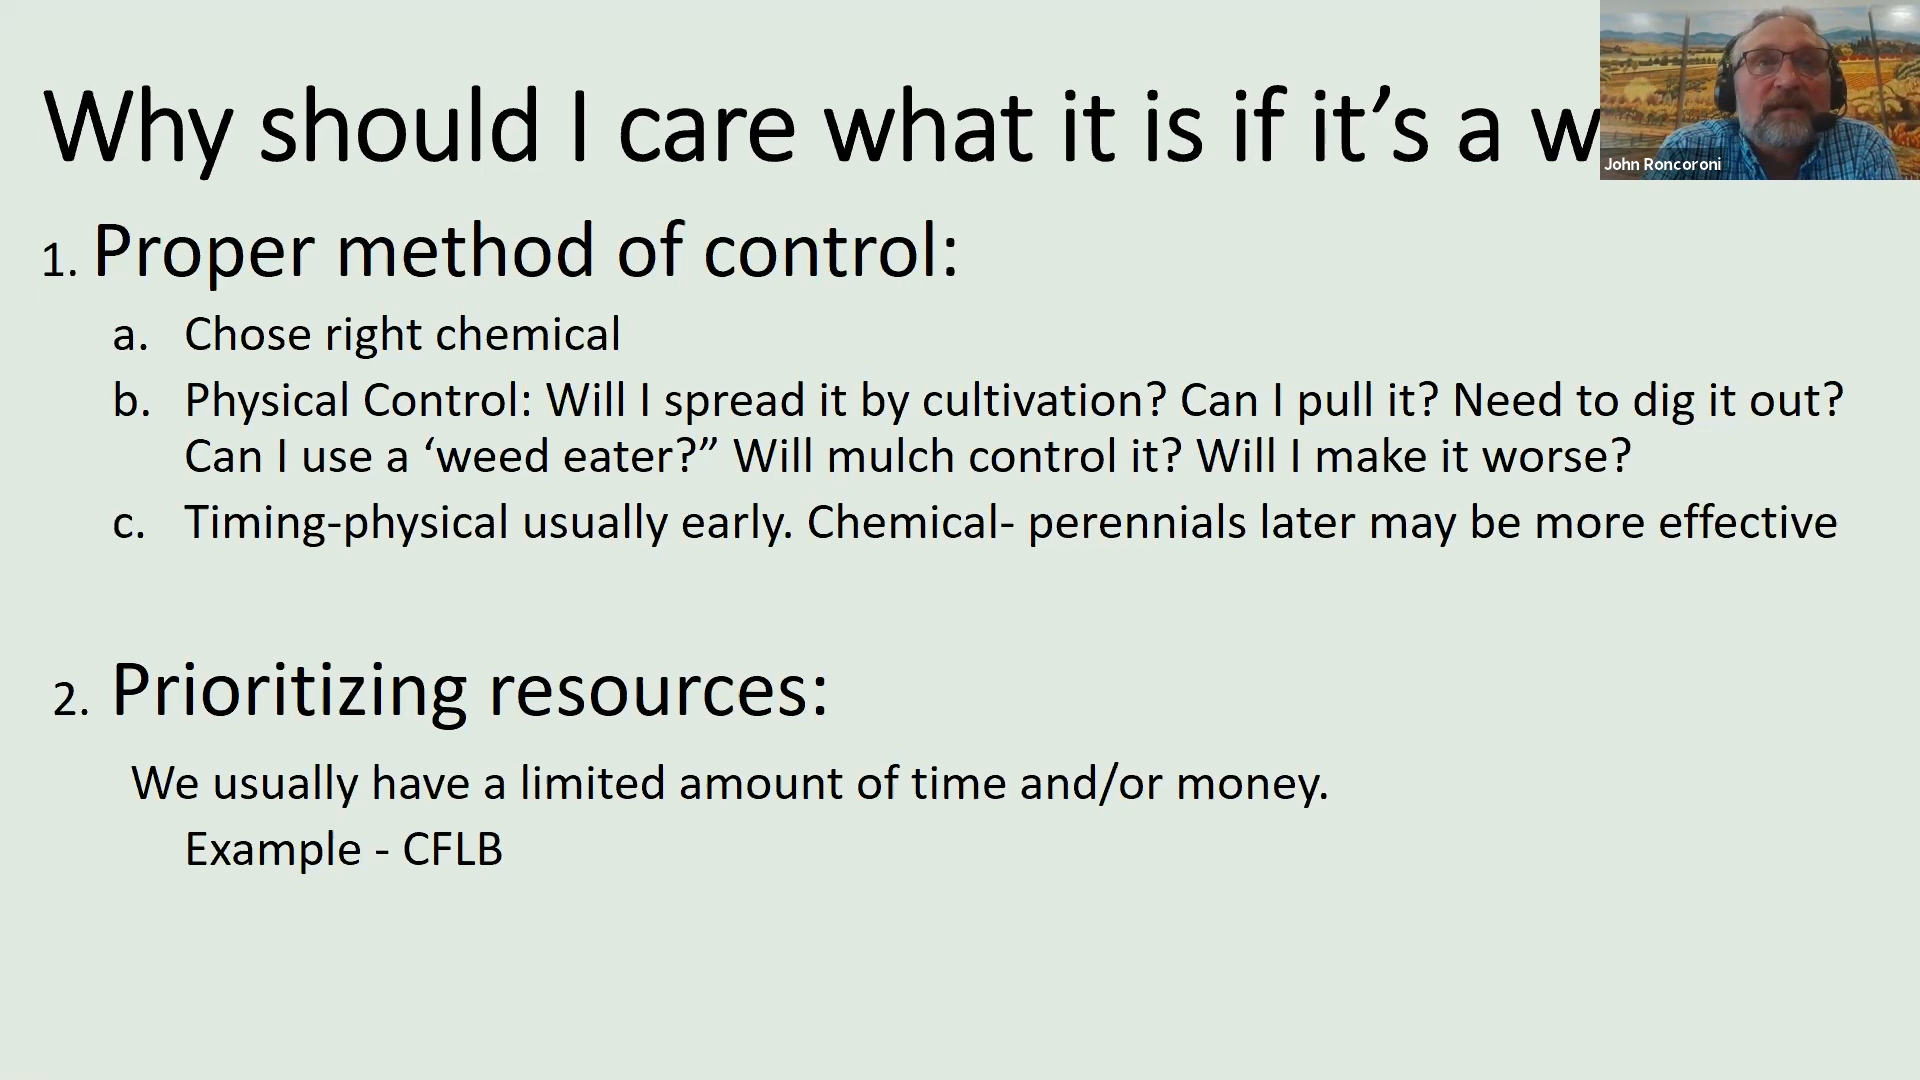 Why should I care what it is if it’s a
John Roncoroni
1. Proper method of control:
a. Chose right chemical
b. Physical Control: Will I spread it by cultivation? Can I pull it? Need to dig it out?
Can I use a ‘weed eater?” Will mulch control it? Will I make it worse?
c. Timing-physical usually early. Chemical- perennials later may be more effective
2. Prioritizing resources:
We usually have a limited amount of time and/or money.
Example - CFLB